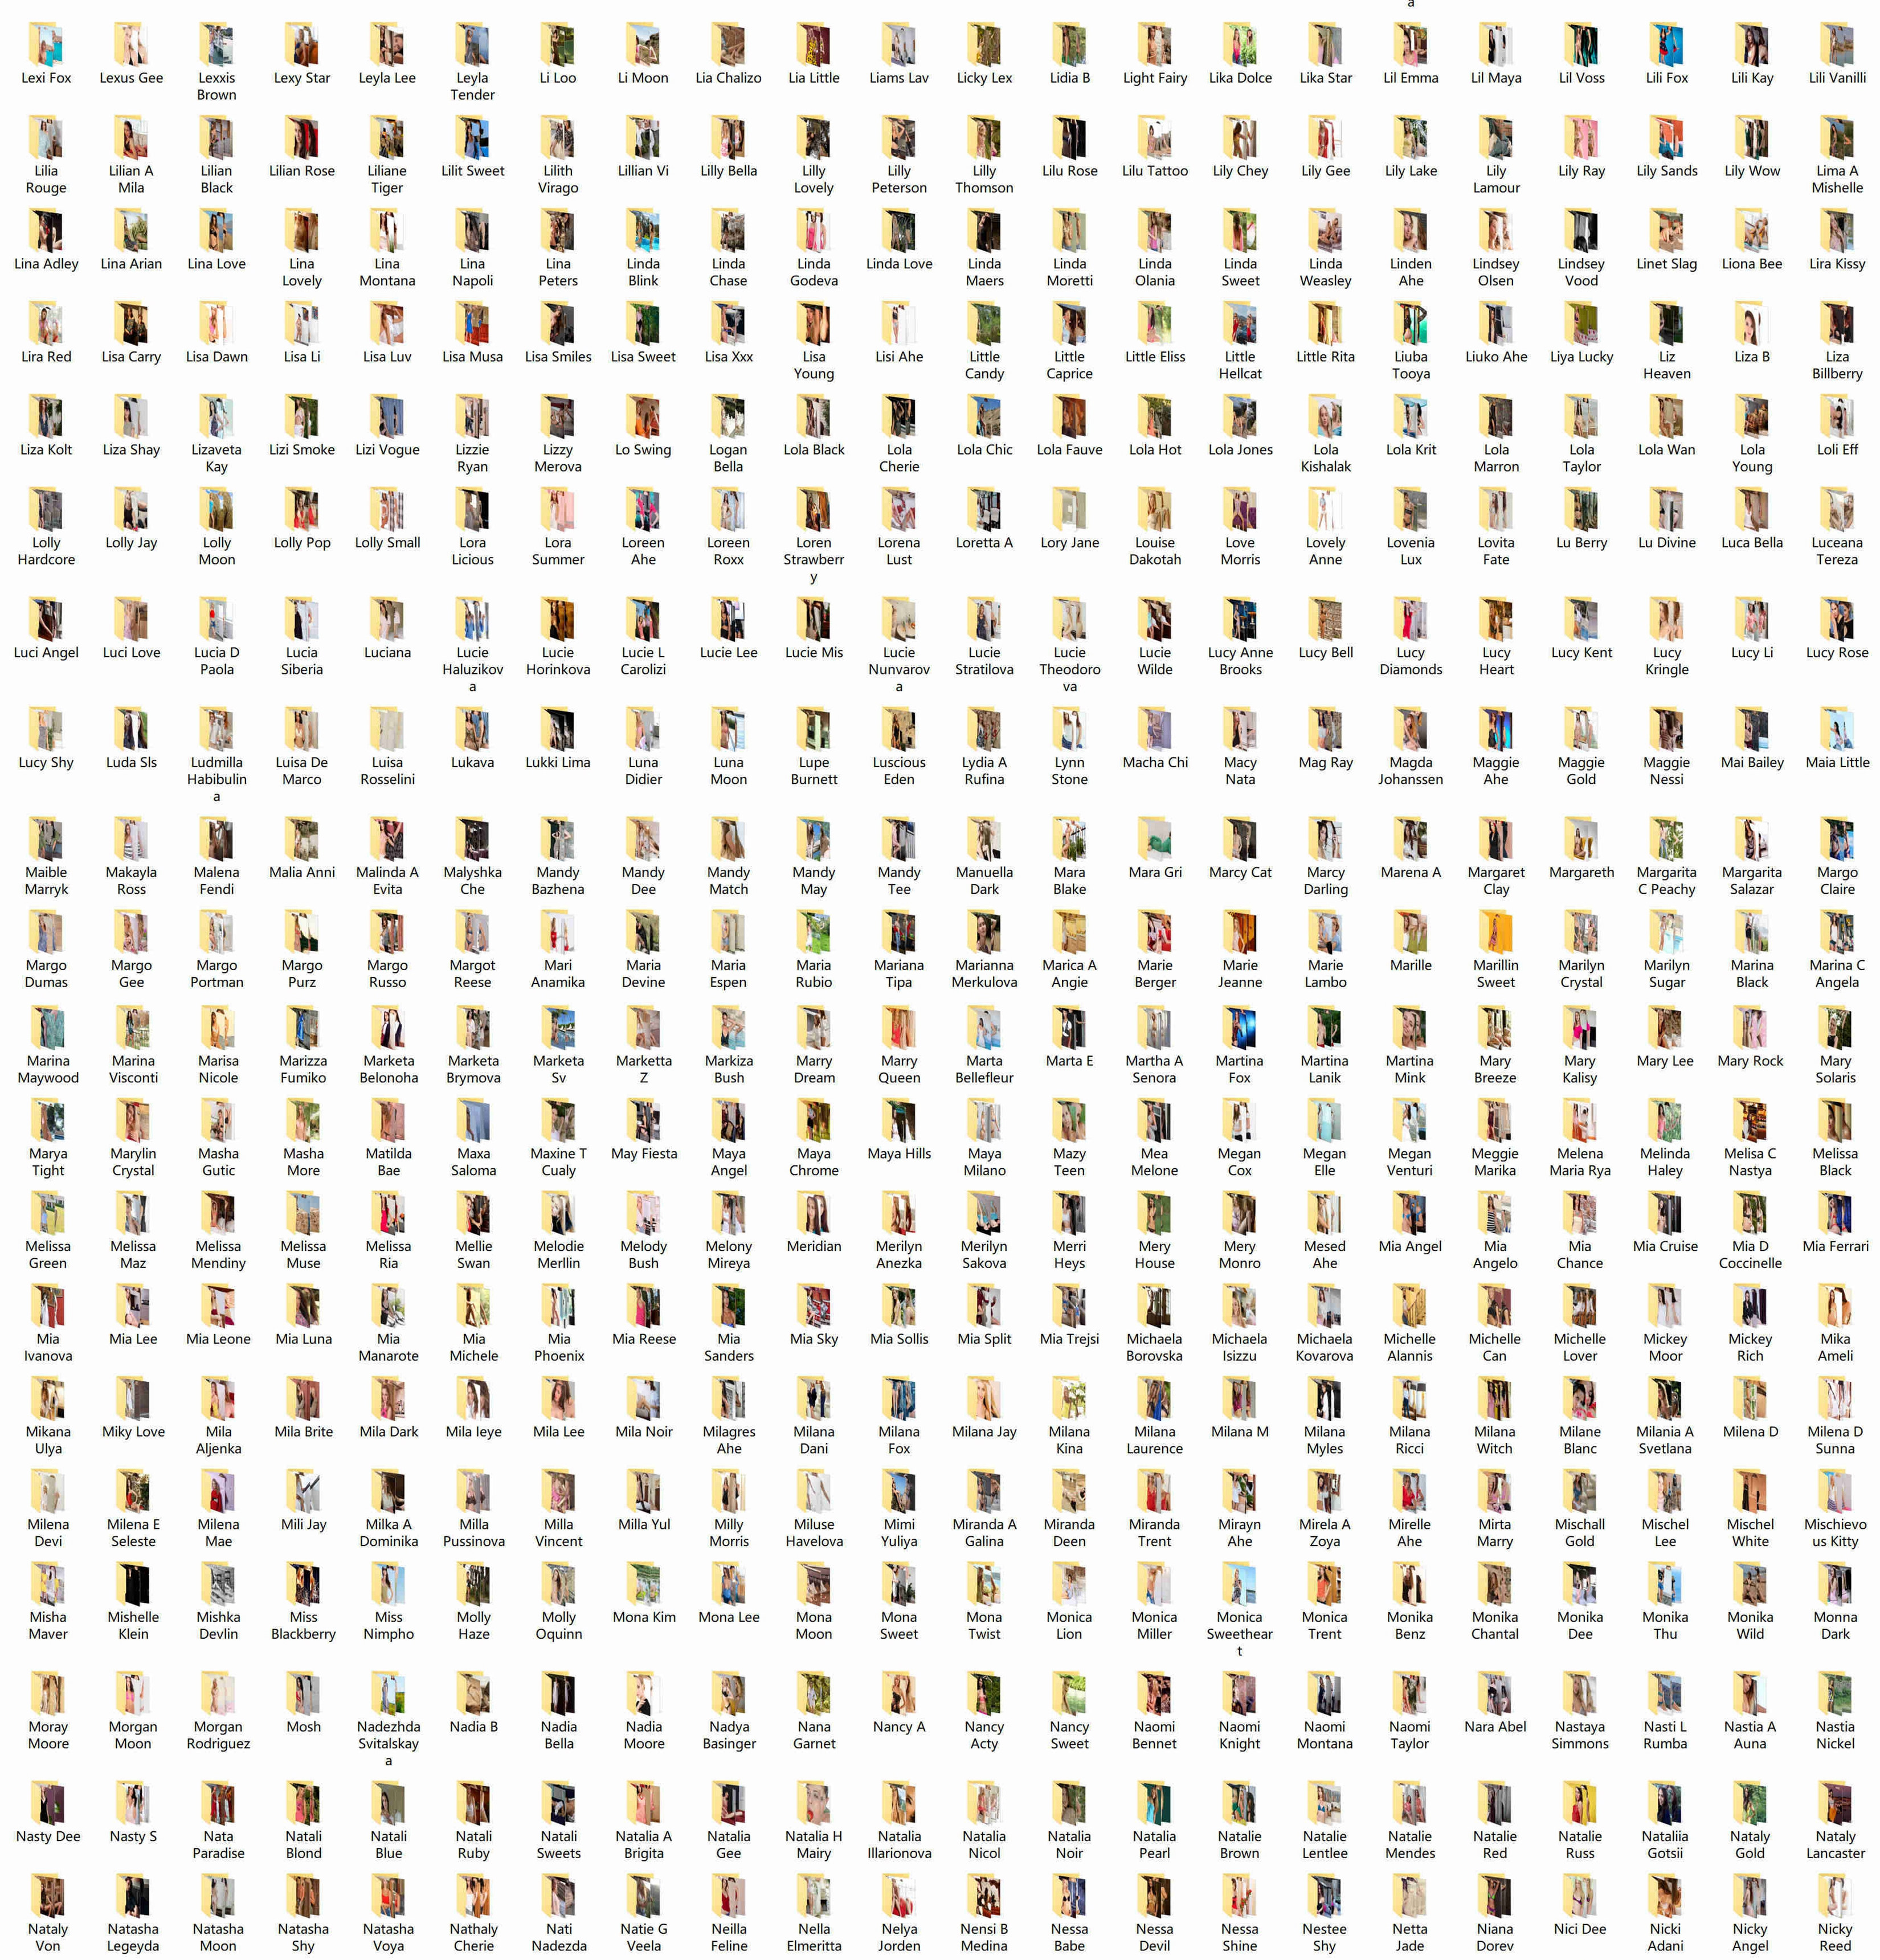 a
Lexi Fox Lexus Gee Lexxis Brown Lexy Star Leyla Lee Leyla Tender Li Loo Li Moon Lia Chalizo Lia Little Liams Lav Licky Lex Lidia B Light Fairy Lika Dolce Lika Star Lil Emma Lil Maya Lil Voss Lili Fox Lili Kay Lili Vanilli
Lilia Rouge Lilian A Mila Lilian Black Lilian Rose Liliane Tiger Lilit Sweet Lilith Virago Lillian Vi Lilly Bella Lilly Lovely Lilly Peterson Lilly Thomson Lilu Rose Lilu Tattoo Lily Chey Lily Gee Lily Lake Lily Lamour Lily Ray Lily Sands Lily Wow Lima A Mishelle
Lina Adley Lina Arian Lina Love Lina Lovely Lina Montana Lina Napoli Lina Peters Linda Blink Linda Chase Linda Godeva Linda Love Linda Maers Linda Moretti Linda Olania Linda Sweet Linda Weasley Linden Ahe Lindsey Olsen Lindsey Vood Linet Slag Liona Bee Lira Kissy
Lira Red Lisa Carry Lisa Dawn Lisa Li Lisa Luv Lisa Musa Lisa Smiles Lisa Sweet Lisa Xxx Lisa Young Lisi Ahe Little Candy Little Caprice Little Eliss Little Hellcat Little Rita Liuba Tooya Liuko Ahe Liya Lucky Liz Heaven Liza B Liza Billberry
Liza Kolt Liza Shay Lizaveta Kay Lizi Smoke Lizi Vogue Lizzie Ryan Lizzy Merova Lo Swing Logan Bella Lola Black Lola Cherie Lola Chic Lola Fauve Lola Hot Lola Jones Lola Kishalak Lola Krit Lola Marron Lola Taylor Lola Wan Lola Young Loli Eff
Lolly Hardcore Lolly Jay Lolly Moon Lolly Pop Lolly Small Lora Licious Lora Summer Loreen Ahe Loreen Roxx Loren Strawberry Lorena Lust Loretta A Lory Jane Louise Dakotah Love Morris Lovely Anne Lovenia Lux Lovita Fate Lu Berry Lu Divine Luca Bella Luceana Tereza
Luci Angel Luci Love Lucia D Paola Lucia Siberia Luciana Lucie Haluzikova Lucie Horinkova Lucie L Carolizi Lucie Lee Lucie Mis Lucie Nunvarova Lucie Stratilova Lucie Theodorova Lucie Wilde Lucy Anne Brooks Lucy Bell Lucy Diamonds Lucy Heart Lucy Kent Lucy Kringle Lucy Li Lucy Rose
Lucy Shy Luda Sls Ludmilla Habibulina Luisa De Marco Luisa Rosselini Lukava Lukki Lima Luna Didier Luna Moon Lupe Burnett Luscious Eden Lydia A Rufina Lynn Stone Macha Chi Macy Nata Mag Ray Magda Johanssen Maggie Ahe Maggie Gold Maggie Nessi Mai Bailey Maia Little
Maible Marryk Makayla Ross Malena Fendi Malia Anni Malinda A Evita Malyshka Che Mandy Bazhena Mandy Dee Mandy Match Mandy May Mandy Tee Manuella Dark Mara Blake Mara Gri Marcy Cat Marcy Darling Marena A Margaret Clay Margareth Margarita C Peachy Margarita Salazar Margo Claire
Margo Dumas Margo Gee Margo Portman Margo Purz Margo Russo Margot Reese Mari Anamika Maria Devine Maria Espen Maria Rubio Mariana Tipa Marianna Merkulova Marica A Angie Marie Berger Marie Jeanne Marie Lambo Marille Marillin Sweet Marilyn Crystal Marilyn Sugar Marina Black Marina C Angela
Marina Maywood Marina Visconti Marisa Nicole Marizza Fumiko Marketa Belonoha Marketa Brymova Marketa Sv Marketta Z Markiza Bush Marry Dream Marry Queen Marta Bellefleur Marta E Martha A Senora Martina Fox Martina Lanik Martina Mink Mary Breeze Mary Kalisy Mary Lee Mary Rock Mary Solaris
Marya Tight Marylin Crystal Masha Gutic Masha More Matilda Bae Maxa Saloma Maxine T Cualy May Fiesta Maya Angel Maya Chrome Maya Hills Maya Milano Mazy Teen Mea Melone Megan Cox Megan Elle Megan Venturi Meggie Marika Melena Maria Rya Melinda Haley Melisa C Nastya Melissa Black
Melissa Green Melissa Maz Melissa Mendiny Melissa Muse Melissa Ria Mellie Swan Melodie Merllin Melody Bush Melony Mireya Meridian Merilyn Anezka Merilyn Sakova Merri Heys Mery House Mery Monro Mesed Ahe Mia Angel Mia Angelo Mia Chance Mia Cruise Mia D Coccinelle Mia Ferrari
Mia Ivanova Mia Lee Mia Leone Mia Luna Mia Manarote Mia Michele Mia Phoenix Mia Reese Mia Sanders Mia Sky Mia Sollis Mia Split Mia Trejsi Michaela Borovska Michaela Isizzu Michaela Kovarova Michelle Alannis Michelle Can Michelle Lover Mickey Moor Mickey Rich Mika Ameli
Mikana Ulya Miky Love Mila Aljenka Mila Brite Mila Dark Mila Ieye Mila Lee Mila Noir Milagres Ahe Milana Dani Milana Fox Milana Jay Milana Kina Milana Laurence Milana M Milana Myles Milana Ricci Milana Witch Milane Blanc Milania A Svetlana Milena D Milena D Sunna
Milena Devi Milena E Seleste Milena Mae Mili Jay Milka A Dominika Milla Pussinova Milla Vincent Milla Yul Milly Morris Miluse Havelova Mimi Yuliya Miranda A Galina Miranda Deen Miranda Trent Mirayn Ahe Mirela A Zoya Mirelle Ahe Mirta Marry Mischall Gold Mischel Lee Mischel White Mischievous Kitty
Misha Maver Mishelle Klein Mishka Devlin Miss Blackberry Miss Nimpho Molly Haze Molly Oquinn Mona Kim Mona Lee Mona Moon Mona Sweet Mona Twist Monica Lion Monica Miller Monica Sweetheart Monica Trent Monika Benz Monika Chantal Monika Dee Monika Thu Monika Wild Monna Dark
Moray Moore Morgan Moon Morgan Rodriguez Mosh Nadezhda Svitalskaya Nadia B Nadia Bella Nadia Moore Nadya Basinger Nana Garnet Nancy A Nancy Acty Nancy Sweet Naomi Bennet Naomi Knight Naomi Montana Naomi Taylor Nara Abel Nastaya Simmons Nasti L Rumba Nastia A Auna Nastia Nickel
Nasty Dee Nasty S Nata Paradise Natali Blond Natali Blue Natali Ruby Natali Sweets Natalia A Brigita Natalia Gee Natalia H Mairy Natalia Illarionova Natalia Nicol Natalia Noir Natalia Pearl Natalie Brown Natalie Lentlee Natalie Mendes Natalie Red Natalie Russ Nataliia Gotsii Nataly Gold Nataly Lancaster
Nataly Von Natasha Legeyda Natasha Moon Natasha Shy Natasha Voya Nathaly Cherie Nati Nadezda Natie G Veela Neilla Feline Nella Elmeritta Nelya Jorden Nensi B Medina Nessa Babe Nessa Devil Nessa Shine Nestee Shy Netta Jade Niana Dorev Nici Dee Nicki Adani Nicky Angel Nicky Reed